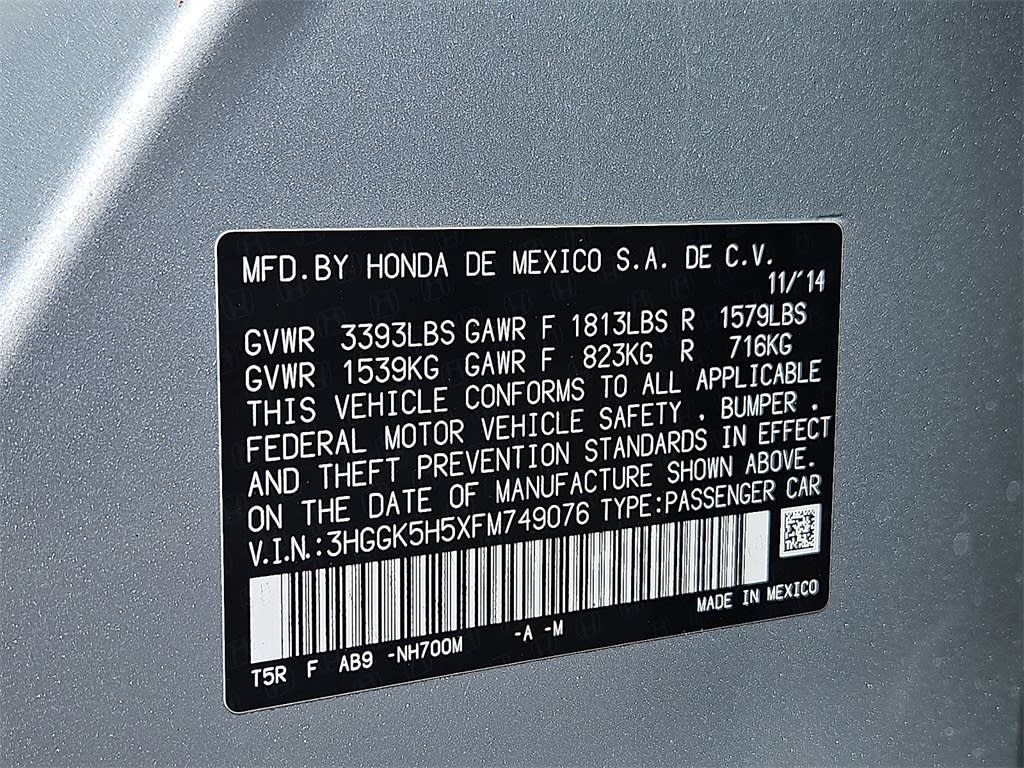 MFD.BY HONDA DE MEXICO S.A. DE C.V.
11/'14
GVWR 3393LBS GAWR F 1813LBS R 1579LBS
GVWR 1539KG GAWR F 823KG R 716KG
THIS VEHICLE CONFORMS TO ALL APPLICABLE
FEDERAL MOTOR VEHICLE SAFETY , BUMPER ,
AND THEFT PREVENTION STANDARDS IN EFFECT
ON THE DATE OF MANUFACTURE SHOWN ABOVE.
V.I.N.:3HGGK5H5XFM749076 TYPE:PASSENGER CAR
MADE IN MEXICO
T5R F AB9 -NH700M -A -M